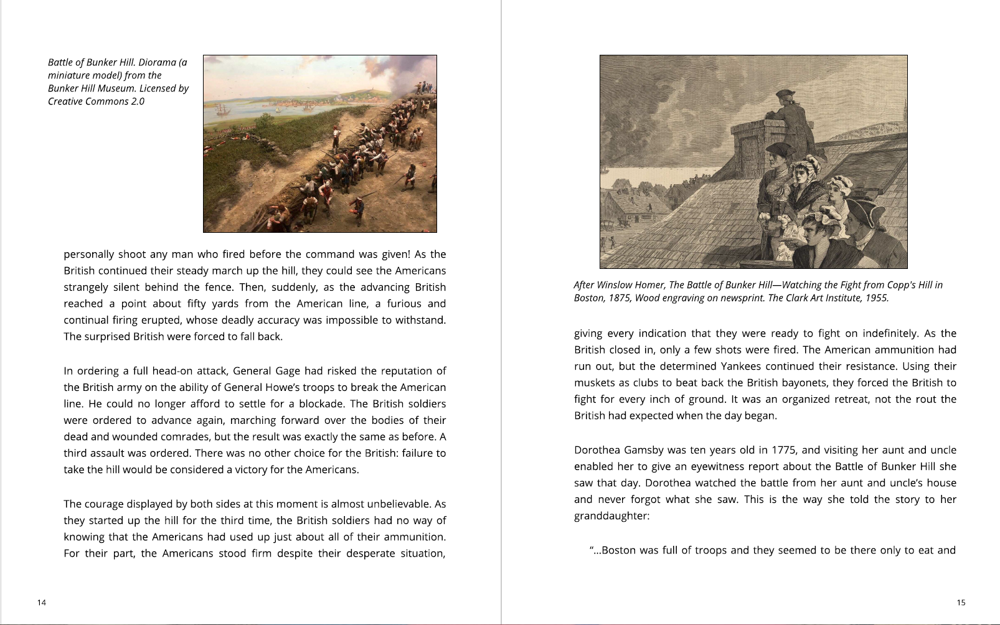 Battle of Bunker Hill. Diorama (a
miniature model) from the
Bunker Hill Museum. Licensed by
Creative Commons 2.0
personally shoot any man who fired before the command was given! As the
British continued their steady march up the hill, they could see the Americans
strangely silent behind the fence. Then, suddenly, as the advancing British
reached a point about fifty yards from the American line, a furious and
continual firing erupted, whose deadly accuracy was impossible to withstand.
The surprised British were forced to fall back.
In ordering a full head-on attack, General Gage had risked the reputation of
the British army on the ability of General Howe’s troops to break the American
line. He could no longer afford to settle for a blockade. The British soldiers
were ordered to advance again, marching forward over the bodies of their
dead and wounded comrades, but the result was exactly the same as before. A
third assault was ordered. There was no other choice for the British: failure to
take the hill would be considered a victory for the Americans.
The courage displayed by both sides at this moment is almost unbelievable. As
they started up the hill for the third time, the British soldiers had no way of
knowing that the Americans had used up just about all of their ammunition.
For their part, the Americans stood firm despite their desperate situation,
14
After Winslow Homer, The Battle of Bunker Hill—Watching the Fight from Copp's Hill in
Boston, 1875, Wood engraving on newsprint. The Clark Art Institute, 1955.
giving every indication that they were ready to fight on indefinitely. As the
British closed in, only a few shots were fired. The American ammunition had
run out, but the determined Yankees continued their resistance. Using their
muskets as clubs to beat back the British bayonets, they forced the British to
fight for every inch of ground. It was an organized retreat, not the rout the
British had expected when the day began.
Dorothea Gamsby was ten years old in 1775, and visiting her aunt and uncle
enabled her to give an eyewitness report about the Battle of Bunker Hill she
saw that day. Dorothea watched the battle from her aunt and uncle’s house
and never forgot what she saw. This is the way she told the story to her
granddaughter:
“...Boston was full of troops and they seemed to be there only to eat and
15